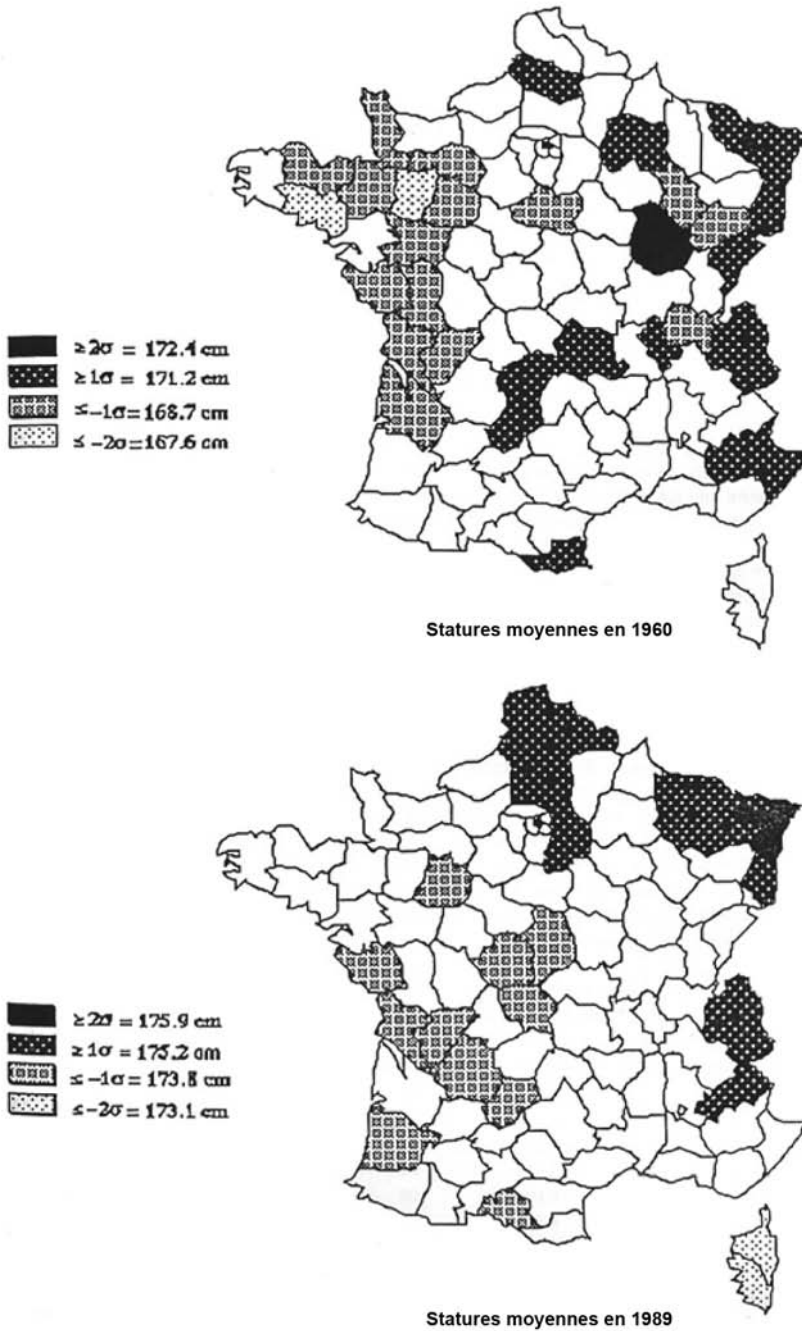 ≥2σ = 172.4 cm
≥1σ = 171.2 cm
≤-1σ = 168.7 cm
≤-2σ = 167.6 cm
Statures moyennes en 1960
≥2σ = 175.9 cm
≥1σ = 175.2 cm
≤-1σ = 173.8 cm
≤-2σ = 173.1 cm
Statures moyennes en 1989